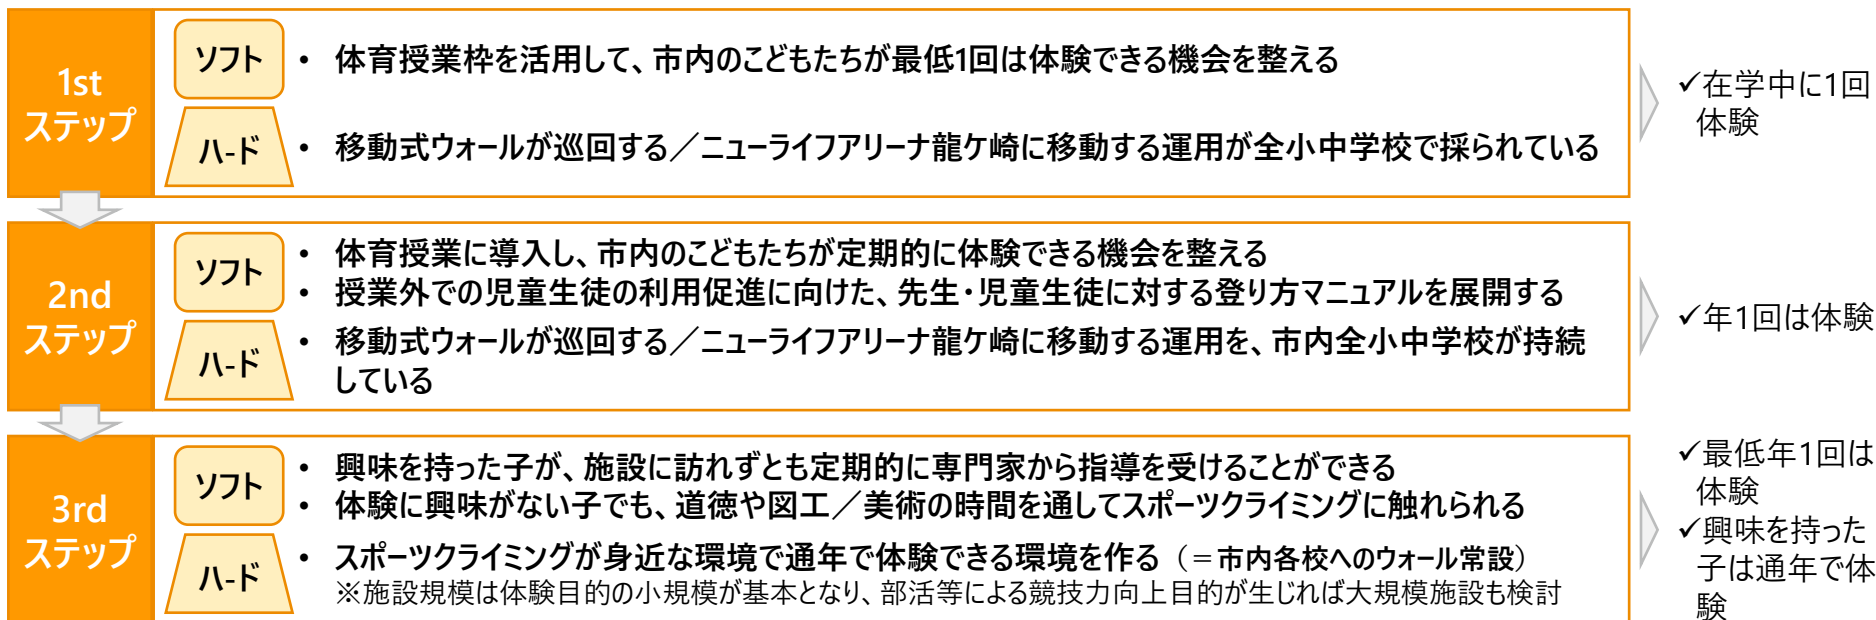 1st
ステップ
ソフト
• 体育授業枠を活用して、市内のこどもたちが最低1回は体験できる機会を整える
ハード
• 移動式ウォールが巡回する／ニューライフアリーナ龍ケ崎に移動する運用が全小中学校で採られている
✓在学中に1回
体験
2nd
ステップ
ソフト
• 体育授業に導入し、市内のこどもたちが定期的に体験できる機会を整える
• 授業外での児童生徒の利用促進に向けた、先生・児童生徒に対する登り方マニュアルを展開する
ハード
• 移動式ウォールが巡回する／ニューライフアリーナ龍ケ崎に移動する運用を、市内全小中学校が持続
している
✓年1回は体験
3rd
ステップ
ソフト
• 興味を持った子が、施設に訪れずとも定期的に専門家から指導を受けることができる
• 体験に興味がない子でも、道徳や図工／美術の時間を通してスポーツクライミングに触れられる
ハード
• スポーツクライミングが身近な環境で通年で体験できる環境を作る（＝市内各校へのウォール常設）
※施設規模は体験目的の小規模が基本となり、部活等による競技力向上目的が生じれば大規模施設も検討
✓最低年1回は
体験
✓興味を持った
子は通年で体
験